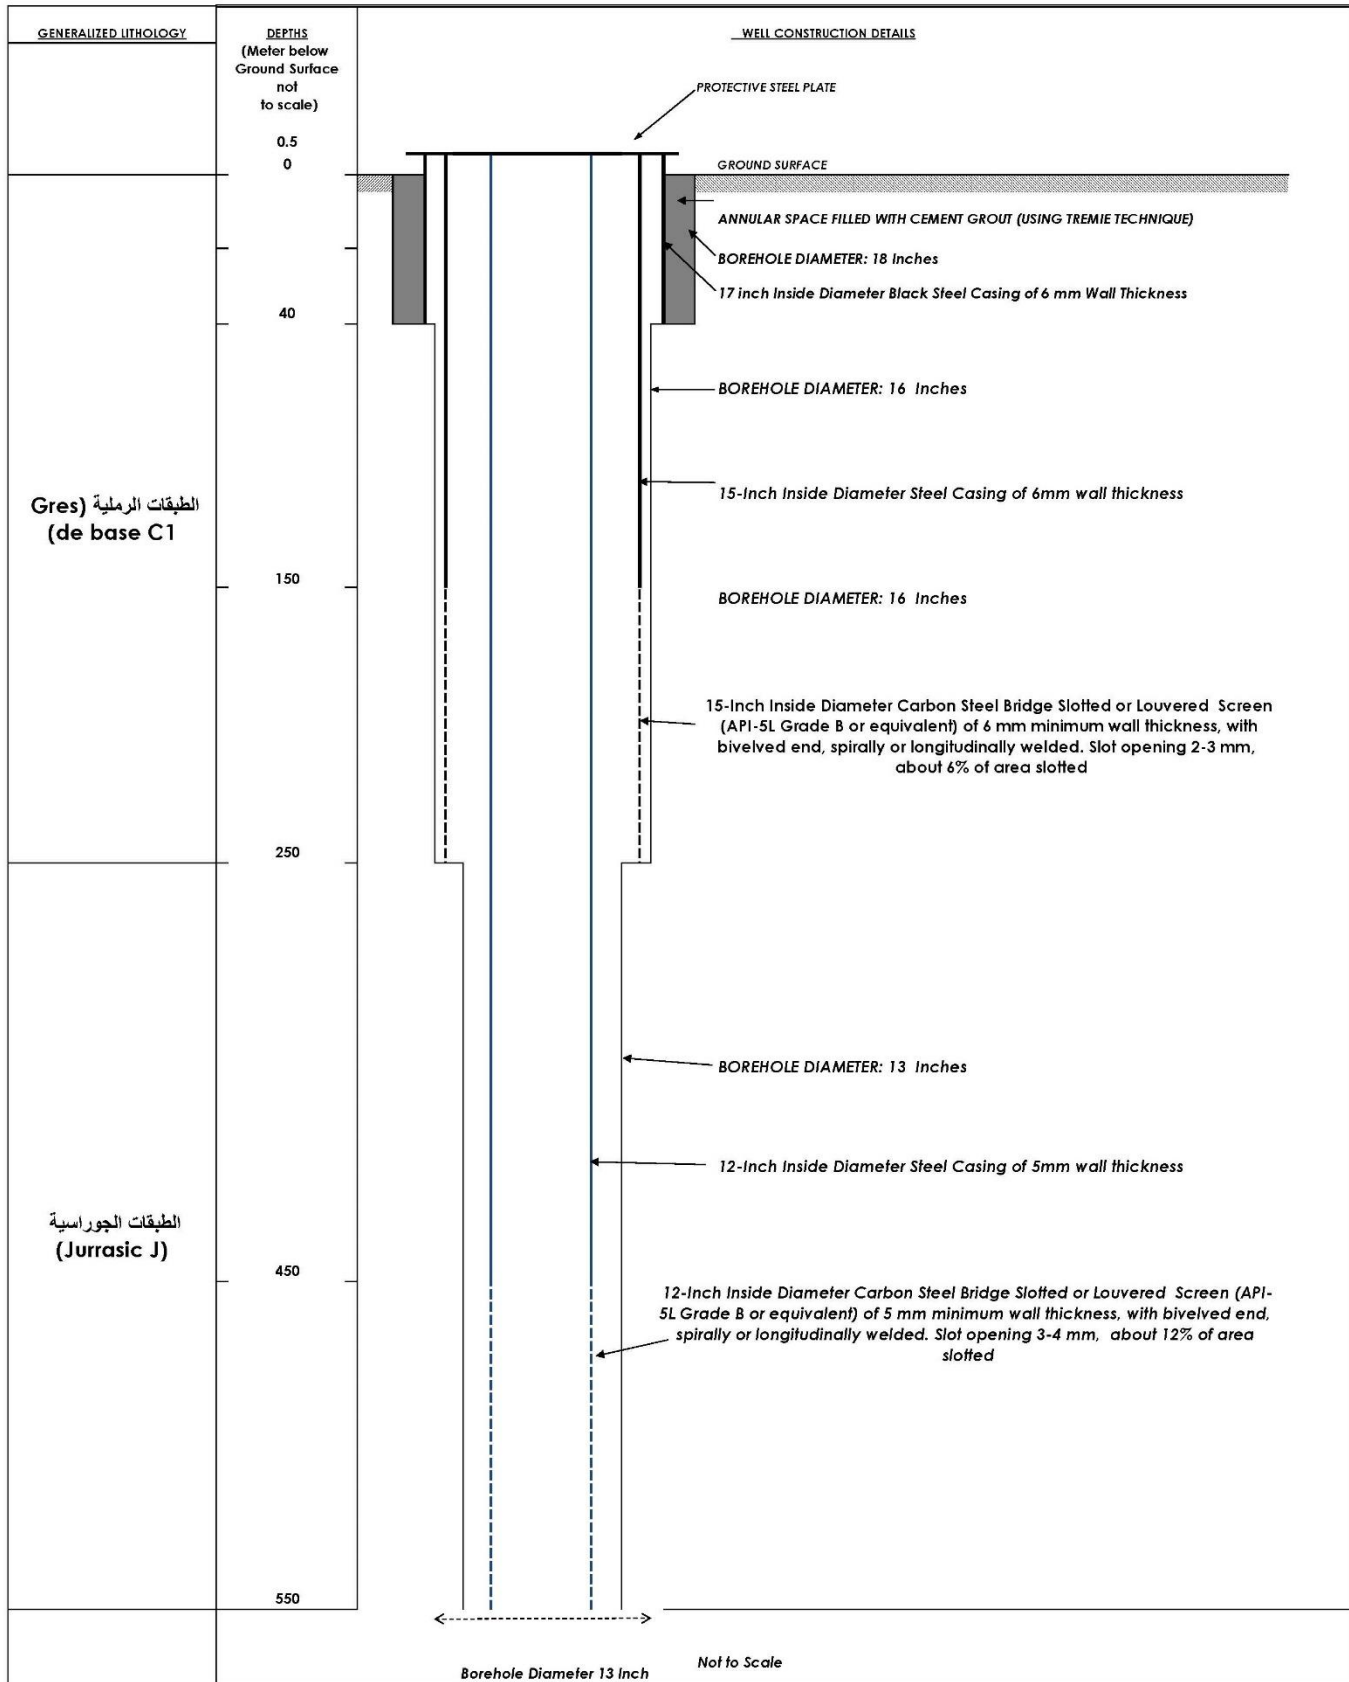 GENERALIZED LITHOLOGY
DEPTHS
(Meter below
Ground Surface
not
to scale)
WELL CONSTRUCTION DETAILS
PROTECTIVE STEEL PLATE
0.5
0
GROUND SURFACE
ANNULAR SPACE FILLED WITH CEMENT GROUT (USING TREMIE TECHNIQUE)
BOREHOLE DIAMETER: 18 Inches
17 inch Inside Diameter Black Steel Casing of 6 mm Wall Thickness
40
BOREHOLE DIAMETER: 16 Inches
15-Inch Inside Diameter Steel Casing of 6mm wall thickness
الطبقات الرملية (Gres
de base C1)
150
BOREHOLE DIAMETER: 16 Inches
15-Inch Inside Diameter Carbon Steel Bridge Slotted or Louvered Screen
(API-5L Grade B or equivalent) of 6 mm minimum wall thickness, with
bivelved end, spirally or longitudinally welded. Slot opening 2-3 mm,
about 6% of area slotted
250
BOREHOLE DIAMETER: 13 Inches
12-Inch Inside Diameter Steel Casing of 5mm wall thickness
الطبقات الجوراسية
(Jurrasic J)
450
12-Inch Inside Diameter Carbon Steel Bridge Slotted or Louvered Screen (API-
5L Grade B or equivalent) of 5 mm minimum wall thickness, with bivelved end,
spirally or longitudinally welded. Slot opening 3-4 mm, about 12% of area
slotted
550
Borehole Diameter 13 Inch
Not to Scale